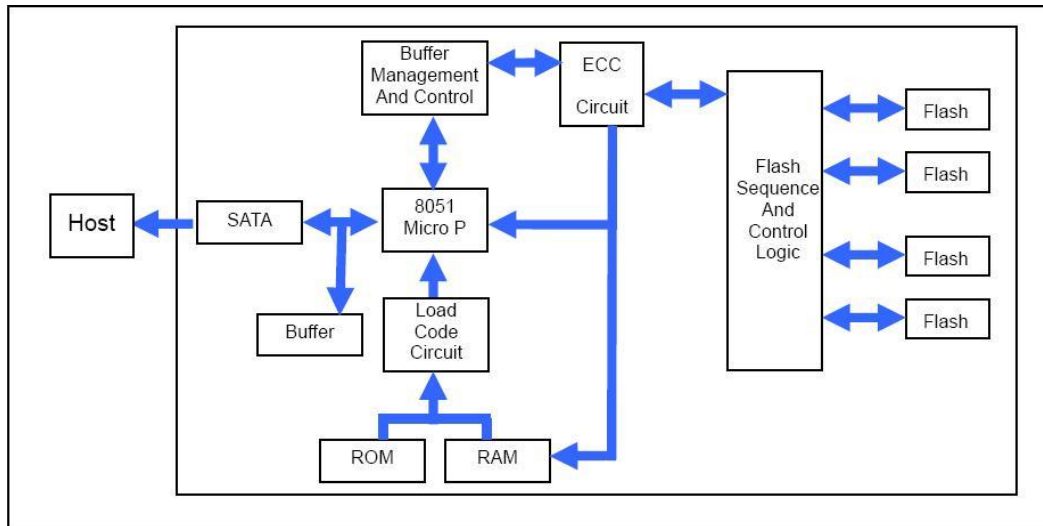 Buffer
Management
And Control
ECC
Circuit
Flash
Flash
Flash
Sequence
And
Control
Logic
Host
SATA
8051
Micro P
Flash
Flash
Buffer
Load
Code
Circuit
ROM
RAM